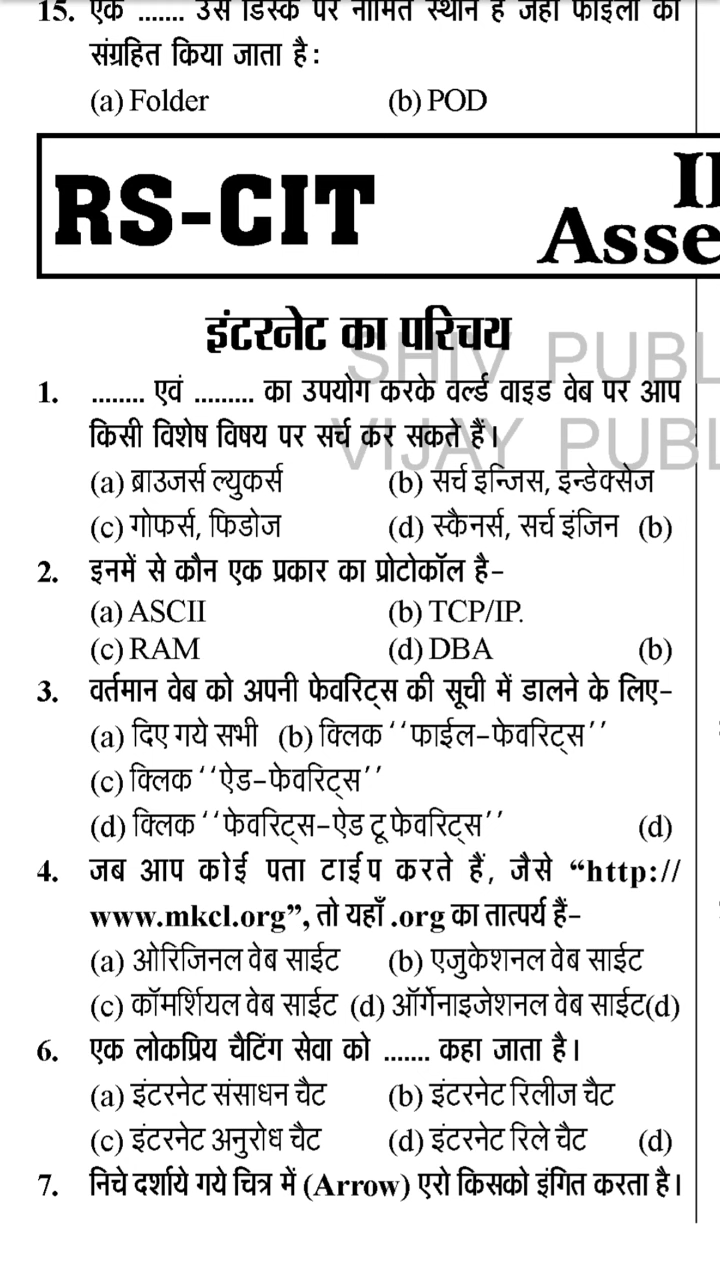 15. एक ....... उस डिस्क पर नामित स्थान है जहाँ फाइलों को
संग्रहित किया जाता है :
(a) Folder (b) POD
RS-CIT
Asse
इंटरनेट का परिचय
SHIV PUBL
1. ........ एवं ......... का उपयोग करके वर्ल्ड वाइड वेब पर आप
किसी विशेष विषय पर सर्च कर सकते हैं।
VIJAY PUBL
(a) ब्राउजर्स ल्युकर्स (b) सर्च इन्जिस, इन्डेक्सेज
(c) गोफर्स, फिडोज (d) स्कैनर्स, सर्च इंजिन (b)
2. इनमें से कौन एक प्रकार का प्रोटोकॉल है-
(a) ASCII (b) TCP/IP.
(c) RAM (d) DBA (b)
3. वर्तमान वेब को अपनी फेवरिट्स की सूची में डालने के लिए-
(a) दिए गये सभी (b) क्लिक ‘‘फाईल-फेवरिट्स’’
(c) क्लिक ‘‘ऐड-फेवरिट्स’’
(d) क्लिक ‘‘फेवरिट्स-ऐड टू फेवरिट्स’’ (d)
4. जब आप कोई पता टाईप करते हैं, जैसे “http://
www.mkcl.org”, तो यहाँ .org का तात्पर्य हैं-
(a) ओरिजिनल वेब साईट (b) एजुकेशनल वेब साईट
(c) कॉमर्शियल वेब साईट (d) ऑर्गेनाइजेशनल वेब साईट(d)
6. एक लोकप्रिय चैटिंग सेवा को ....... कहा जाता है।
(a) इंटरनेट संसाधन चैट (b) इंटरनेट रिलीज चैट
(c) इंटरनेट अनुरोध चैट (d) इंटरनेट रिले चैट (d)
7. निचे दर्शाये गये चित्र में (Arrow) एरो किसको इंगित करता है।